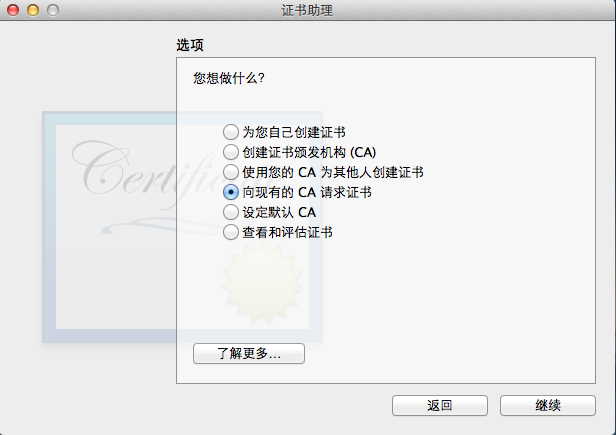 证书助理
选项
您想做什么?
为您自己创建证书
创建证书颁发机构 (CA)
使用您的 CA 为其他人创建证书
向现有的 CA 请求证书
设定默认 CA
查看和评估证书
Certific
了解更多...
返回
继续